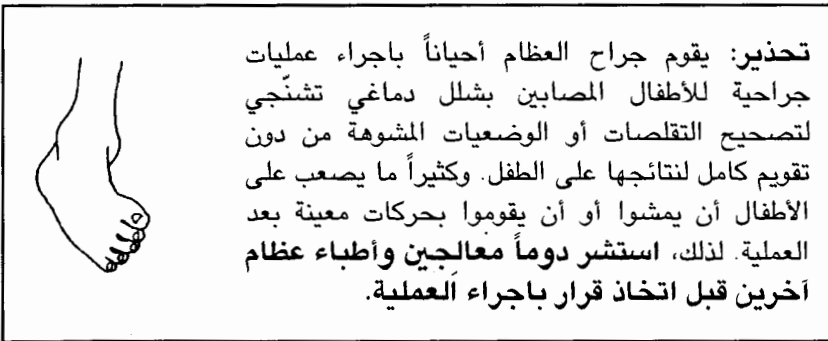 تحذير: يقوم جراح العظام أحياناً باجراء عمليات
جراحية للأطفال المصابين بشلل دماغي تشنّجي
لتصحيح التقلصات أو الوضعيات المشوهة من دون
تقويم كامل لنتائجها على الطفل. وكثيراً ما يصعب على
الأطفال أن يمشوا أو أن يقوموا بحركات معينة بعد
العملية. لذلك، استشر دوماً معالجين وأطباء عظام
آخرين قبل اتخاذ قرار باجراء العملية.